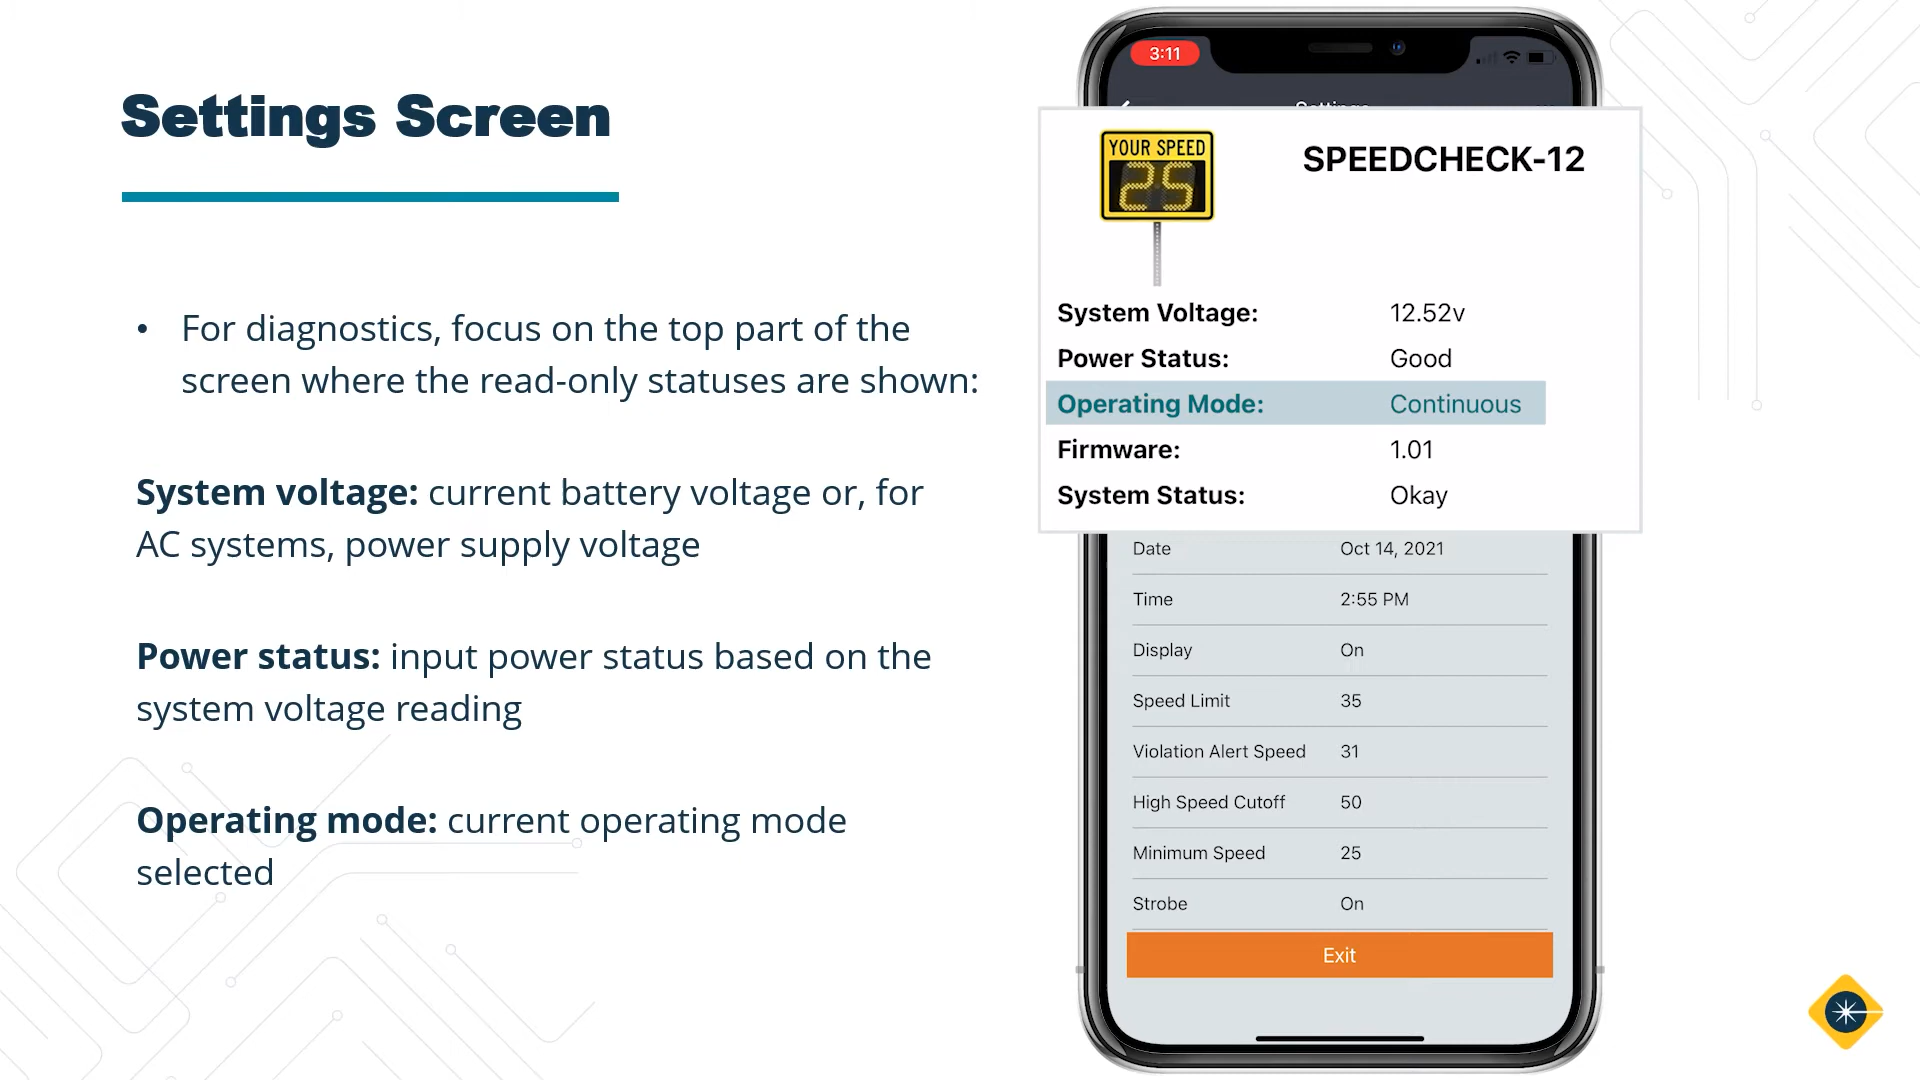 Settings Screen
• For diagnostics, focus on the top part of the
screen where the read-only statuses are shown:
System voltage: current battery voltage or, for
AC systems, power supply voltage
Power status: input power status based on the
system voltage reading
Operating mode: current operating mode
selected
3:11
YOUR SPEED
25
SPEEDCHECK-12
System Voltage: 12.52v
Power Status: Good
Operating Mode: Continuous
Firmware: 1.01
System Status: Okay
Date Oct 14, 2021
Time 2:55 PM
Display On
Speed Limit 35
Violation Alert Speed 31
High Speed Cutoff 50
Minimum Speed 25
Strobe On
Exit